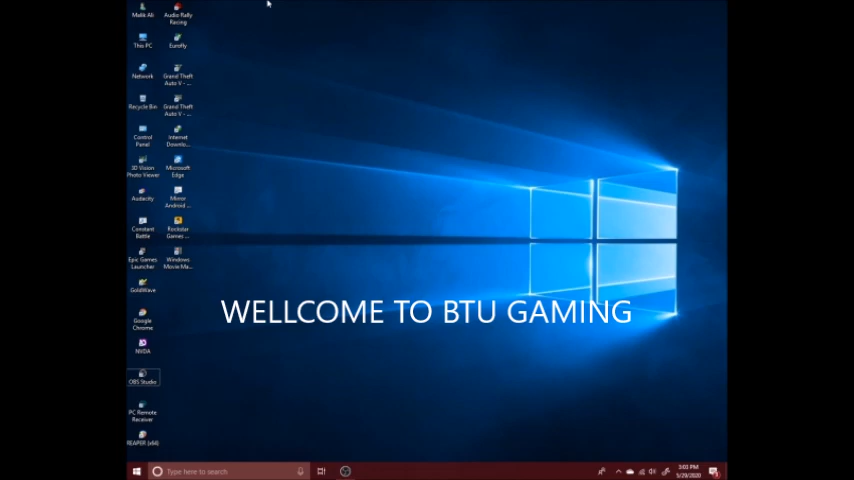 Malik Ali
Audio Rally
Racing
This PC
Eurofly
Network
Grand Theft
Auto V - ...
Recycle Bin
Grand Theft
Auto V - ...
Control
Panel
Internet
Downlo...
3D Vision
Photo Viewer
Microsoft
Edge
Audacity
Mirror
Android ...
Constant
Battle
Rockstar
Games ...
Epic Games
Launcher
Windows
Movie Ma...
GoldWave
Google
Chrome
NVDA
OBS Studio
PC Remote
Receiver
REAPER (x64)
WELLCOME TO BTU GAMING
Type here to search
3:03 PM
5/29/2020